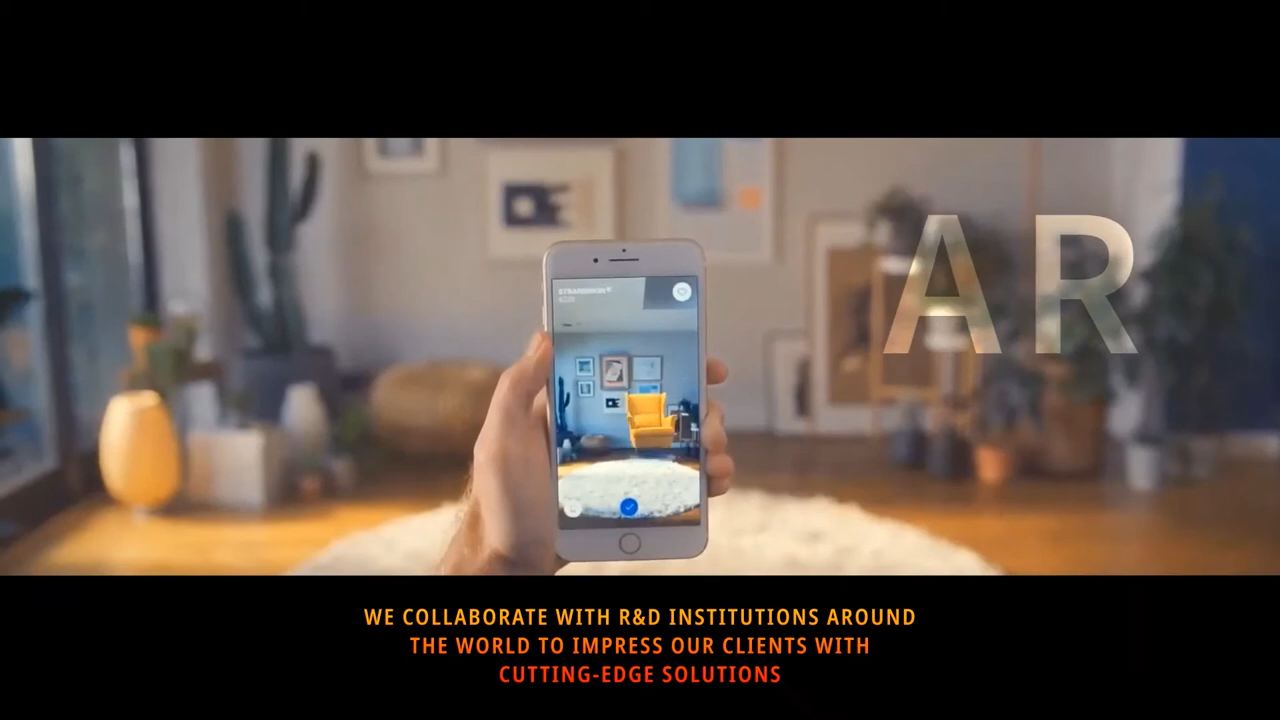 AR
WE COLLABORATE WITH R&D INSTITUTIONS AROUND
THE WORLD TO IMPRESS OUR CLIENTS WITH
CUTTING-EDGE SOLUTIONS